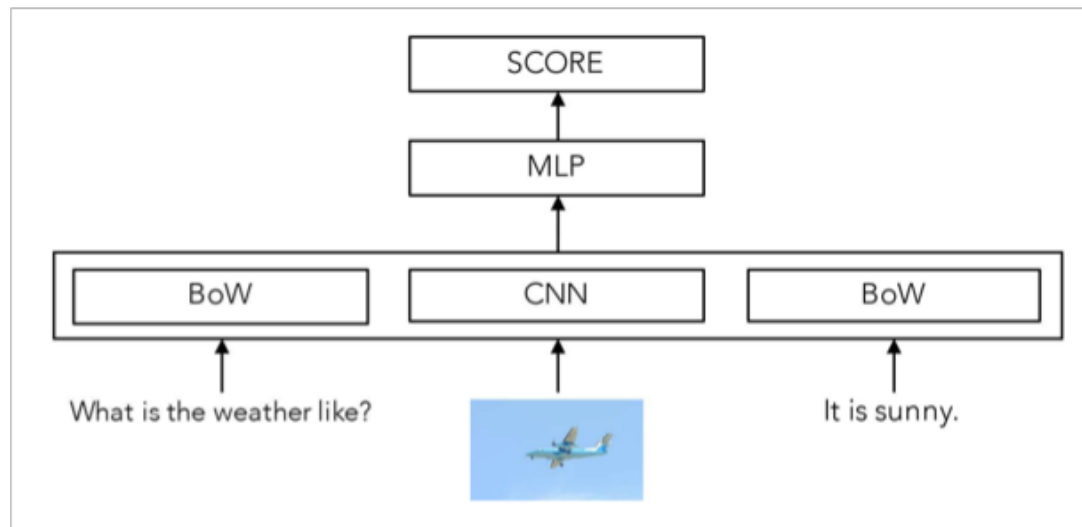 SCORE
MLP
BoW
CNN
BoW
What is the weather like?
It is sunny.